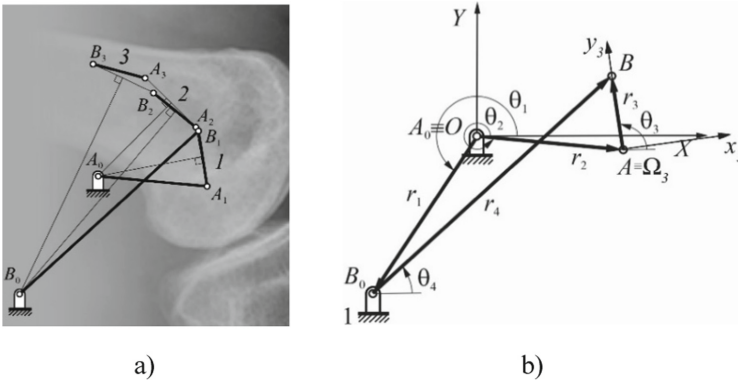 B₃
3
A₃
B₂
2
A₂
B₁
1
A₀
A₁
B₀
a)
Y
y₃
B
θ₁
θ₂
r₃
A₀≡O
θ₃
r₂
X
x₃
A≡Ω₃
r₁
r₄
B₀
θ₄
1
b)